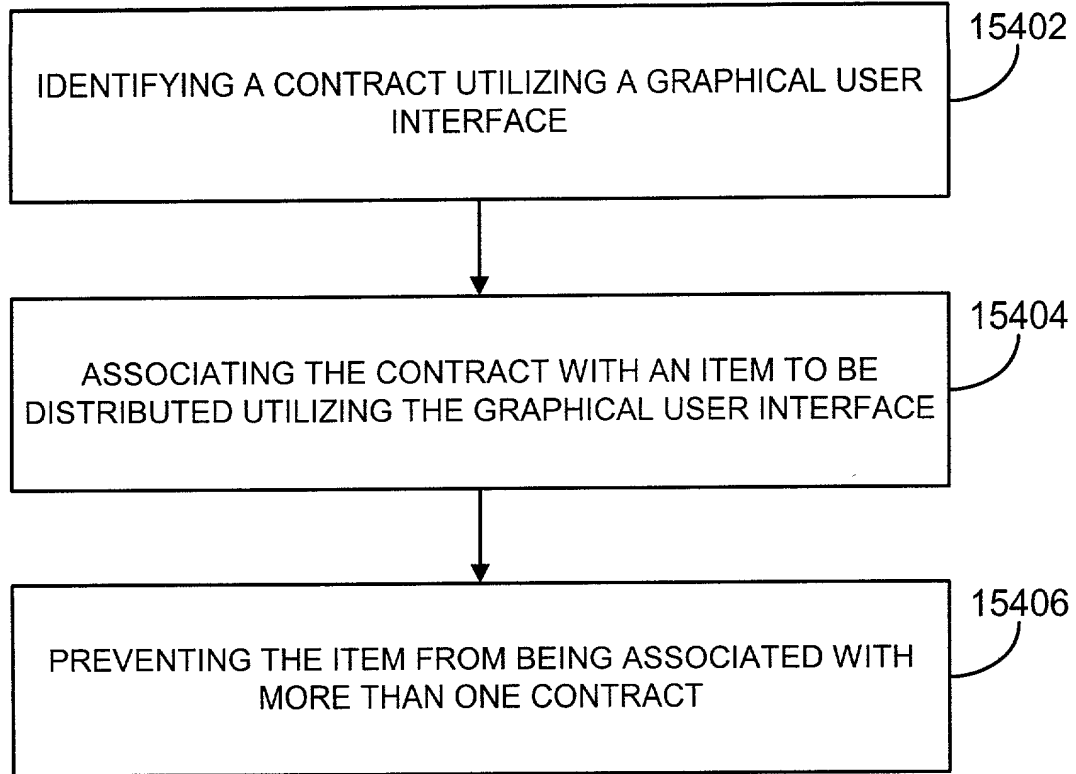 15402
IDENTIFYING A CONTRACT UTILIZING A GRAPHICAL USER
INTERFACE
15404
ASSOCIATING THE CONTRACT WITH AN ITEM TO BE
DISTRIBUTED UTILIZING THE GRAPHICAL USER INTERFACE
15406
PREVENTING THE ITEM FROM BEING ASSOCIATED WITH
MORE THAN ONE CONTRACT